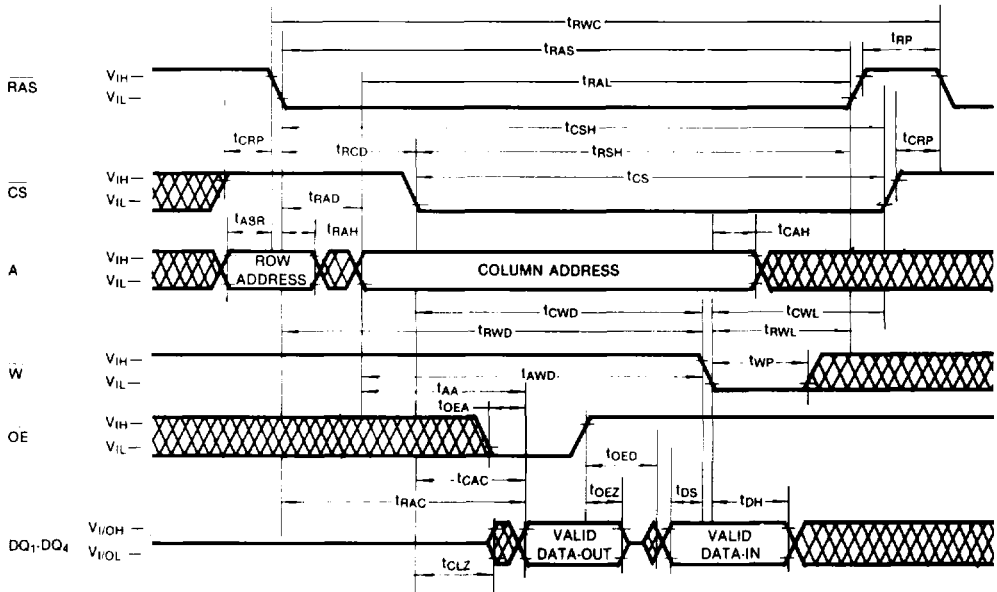 tRWC
tRAS
tRP
RAS
VIH
VIL
tRAL
tCSH
tCRP
tRCD
tRSH
tCRP
CS
VIH
VIL
tRAD
tCS
tASR
tRAH
tCAH
A
VIH
VIL
ROW
ADDRESS
COLUMN ADDRESS
tCWD
tCWL
tRWD
tRWL
W
VIH
VIL
tAWD
tWP
tAA
tOEA
OE
VIH
VIL
tOED
tCAC
tOEZ
tDS
tDH
tRAC
DQ1-DQ4
VI/OH
VI/OL
VALID
DATA-OUT
VALID
DATA-IN
tCLZ